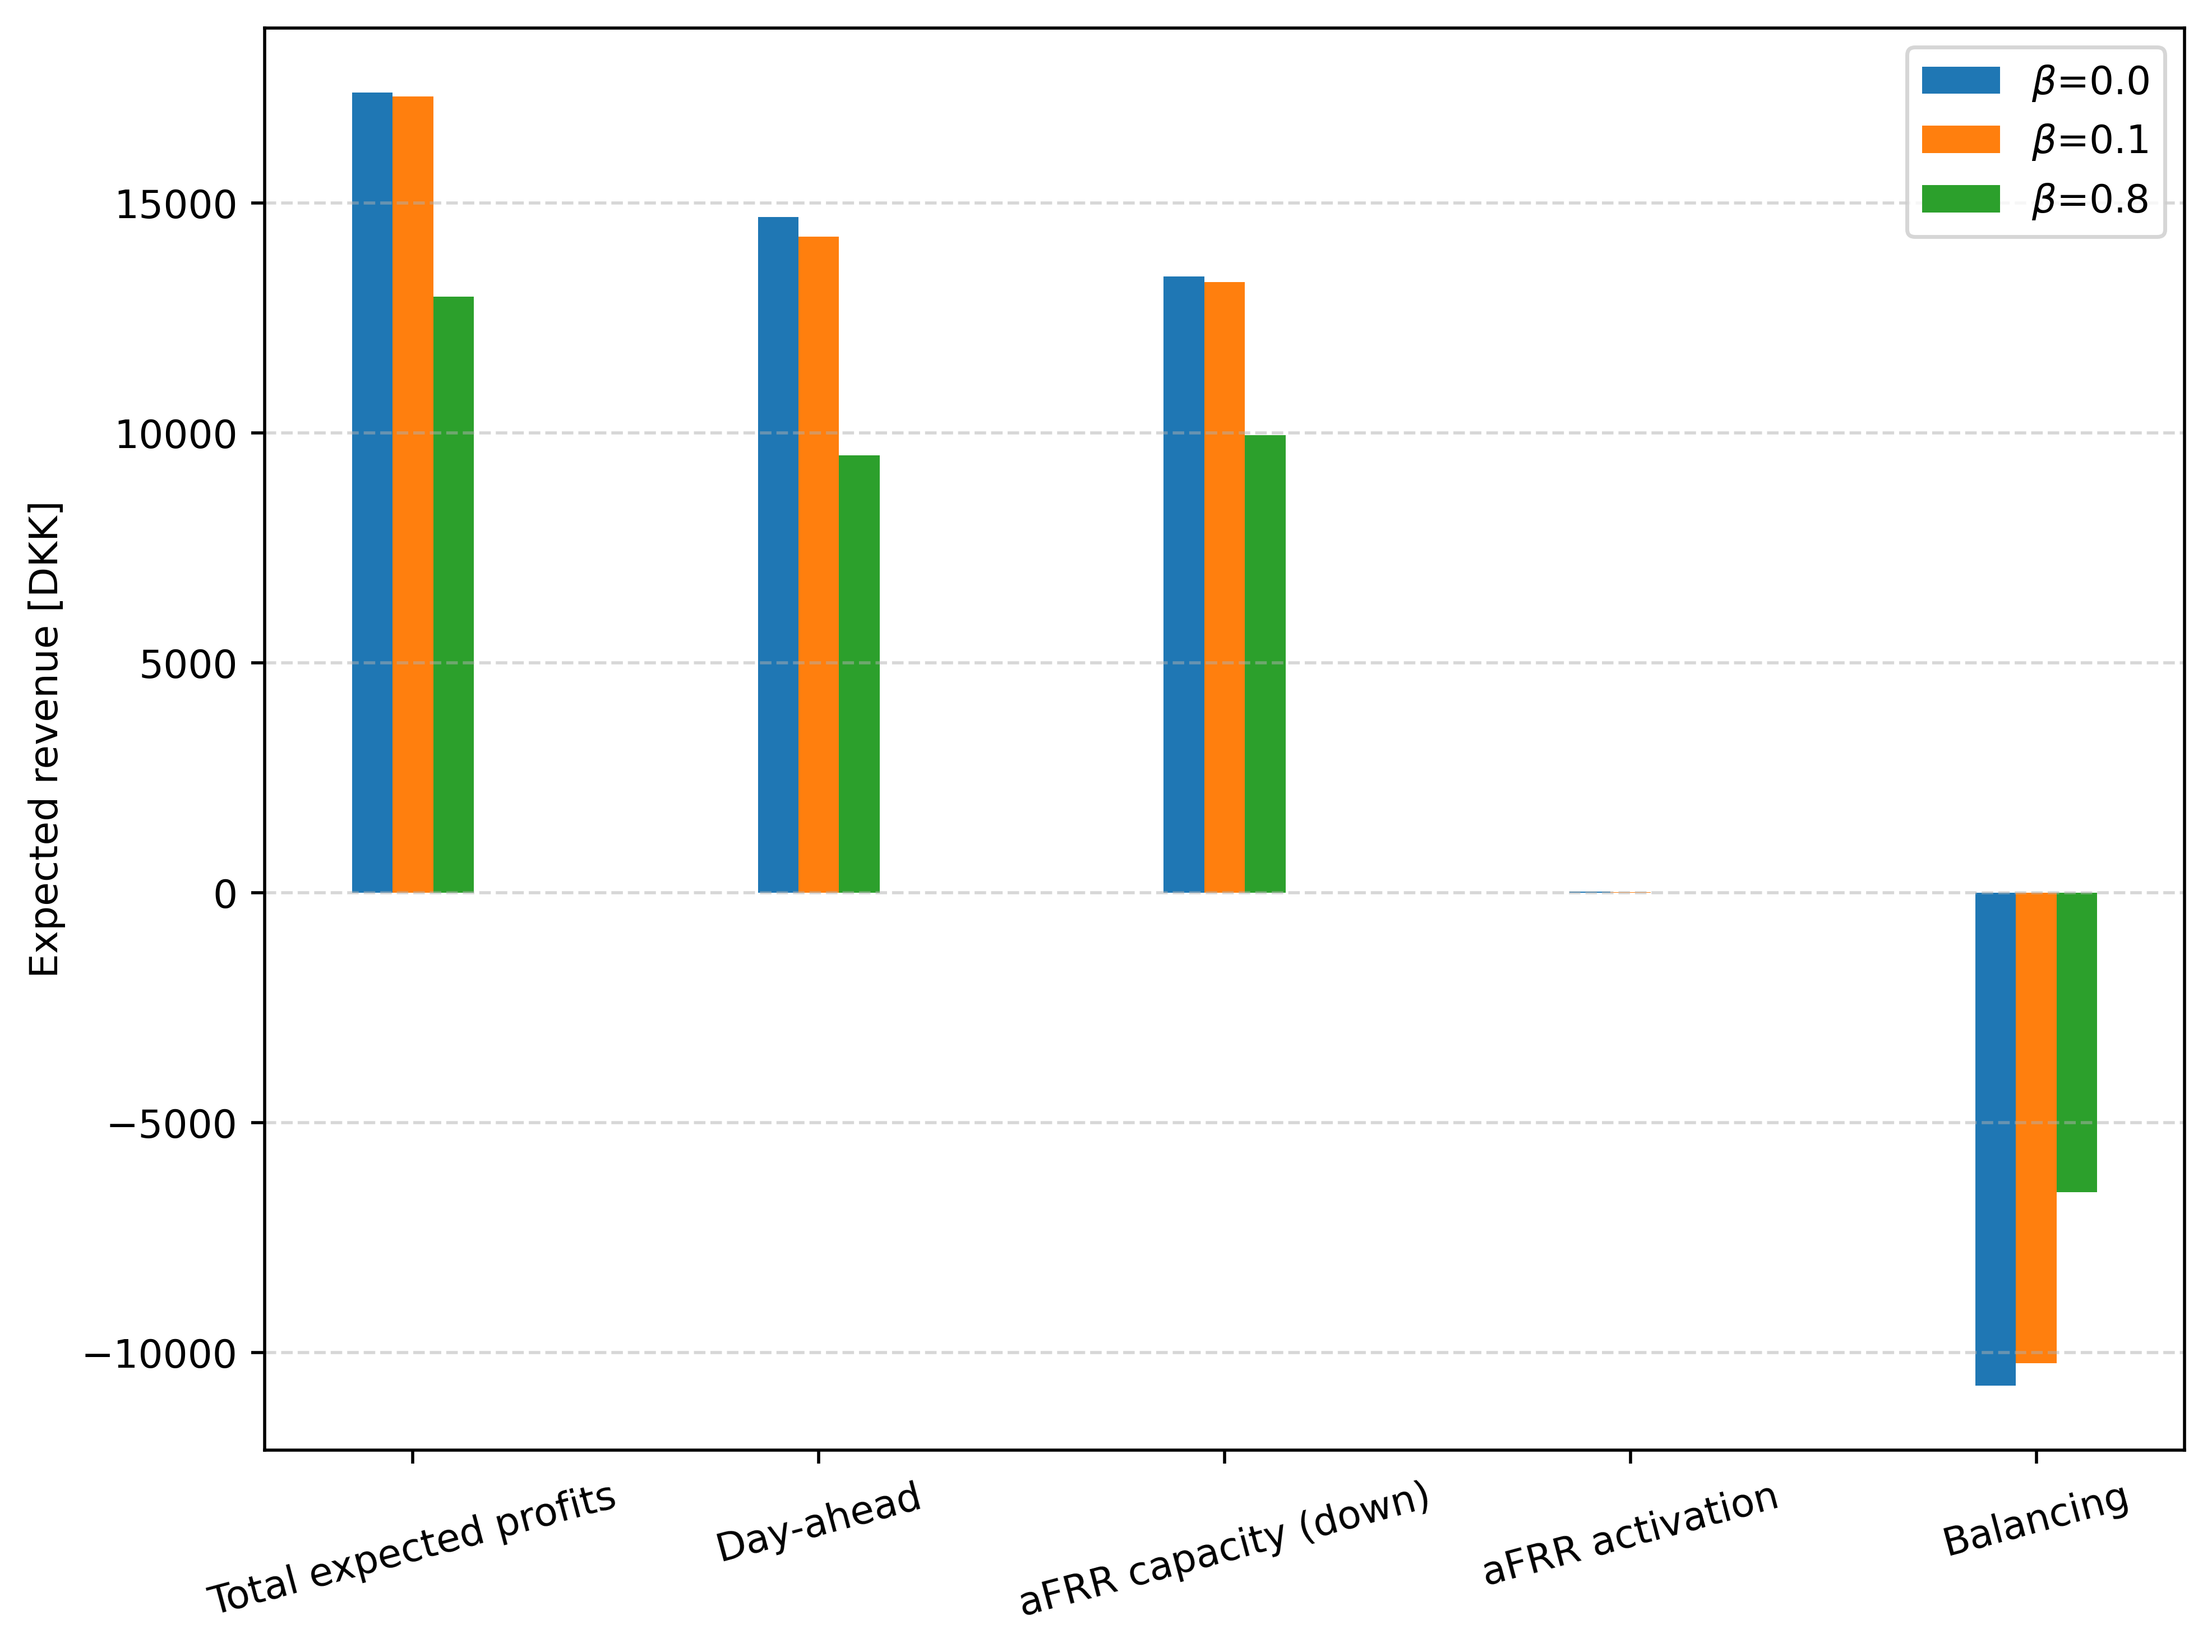 β=0.0
β=0.1
β=0.8
Expected revenue [DKK]
15000
10000
5000
0
−5000
−10000
Total expected profits
Day-ahead
aFRR capacity (down)
aFRR activation
Balancing